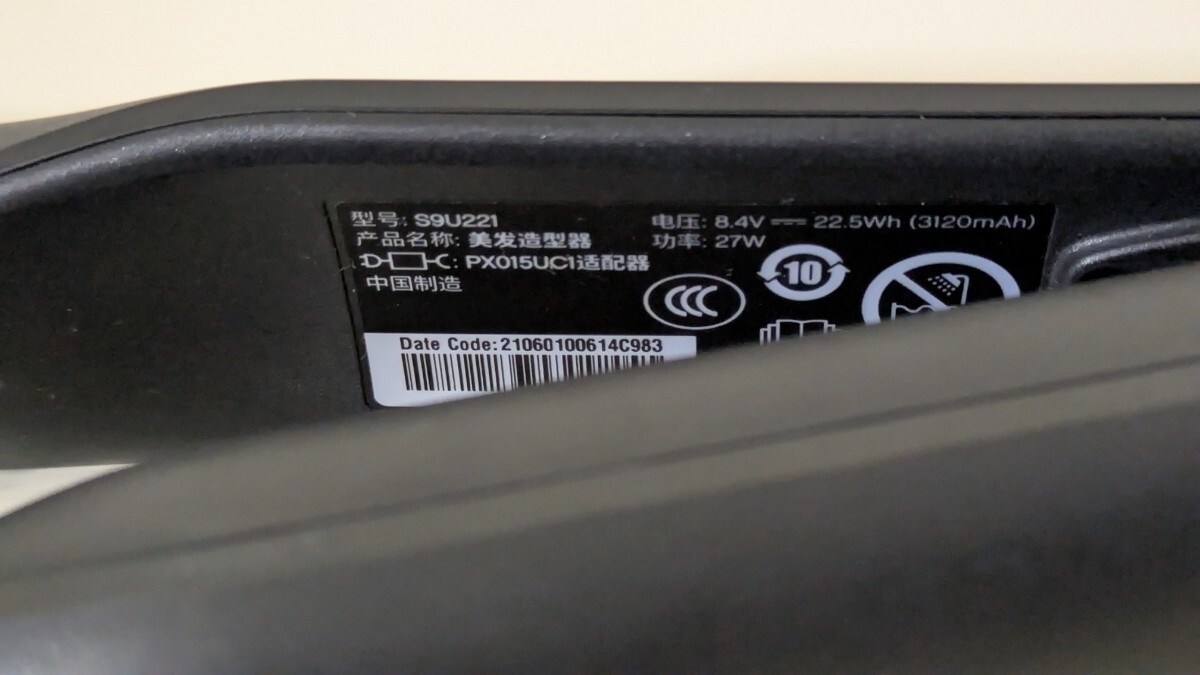 型号: S9U221
产品名称: 美发造型器
: PX015UC1适配器
中国制造
电压: 8.4V 22.5Wh (3120mAh)
功率: 27W
10
CCC
Date Code:21060100614C983